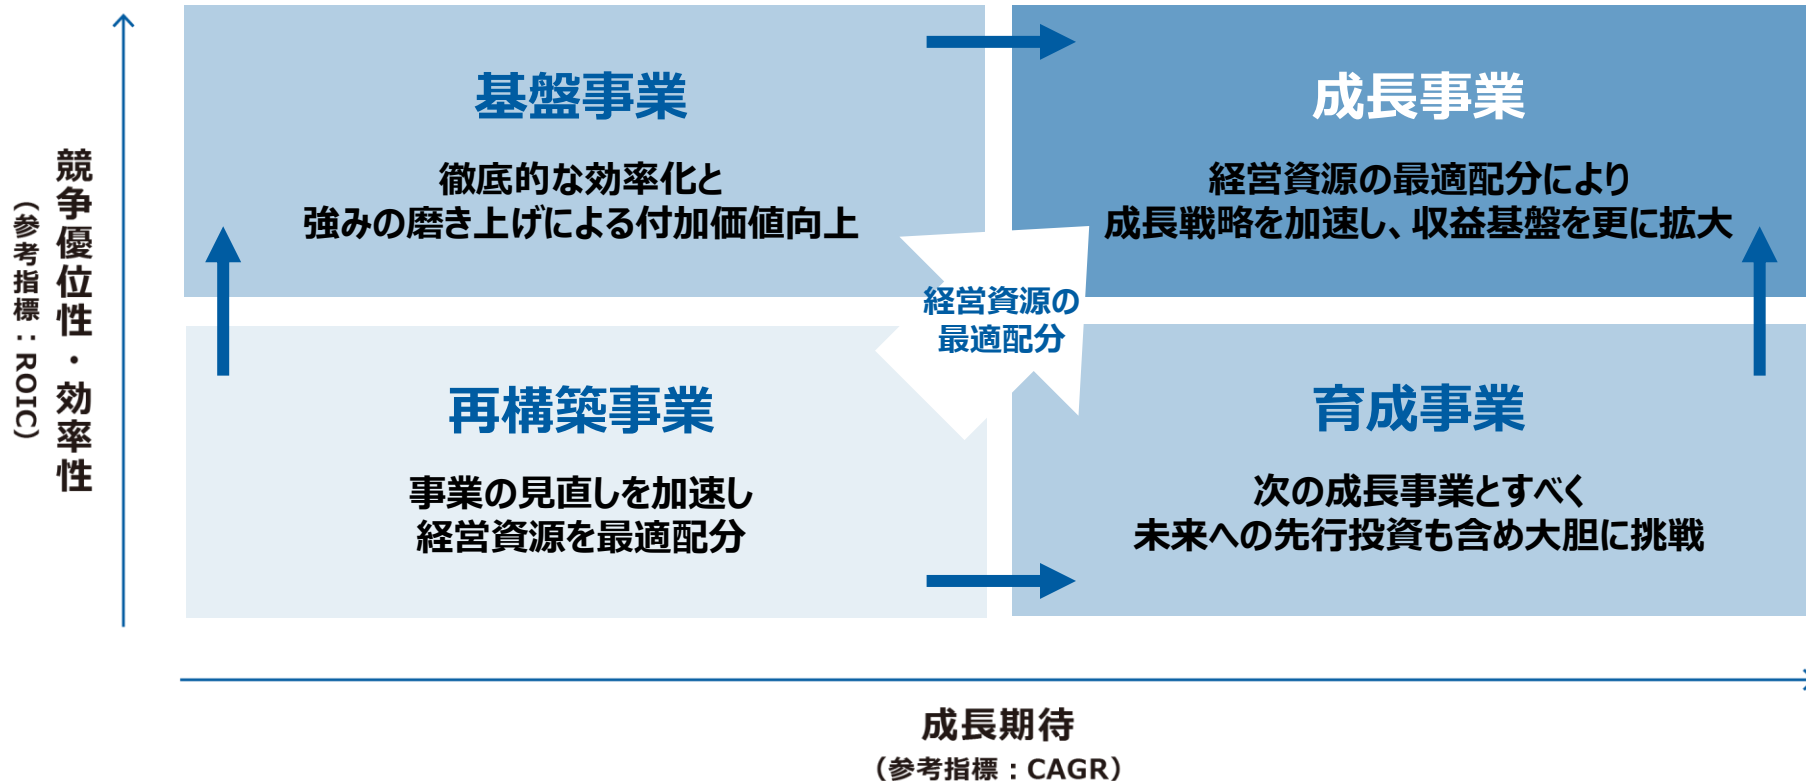 競争優位性・効率性
（参考指標：ROIC）
基盤事業
徹底的な効率化と
強みの磨き上げによる付加価値向上
成長事業
経営資源の最適配分により
成長戦略を加速し、収益基盤を更に拡大
経営資源の
最適配分
再構築事業
事業の見直しを加速し
経営資源を最適配分
育成事業
次の成長事業とすべく
未来への先行投資も含め大胆に挑戦
成長期待
（参考指標：CAGR）